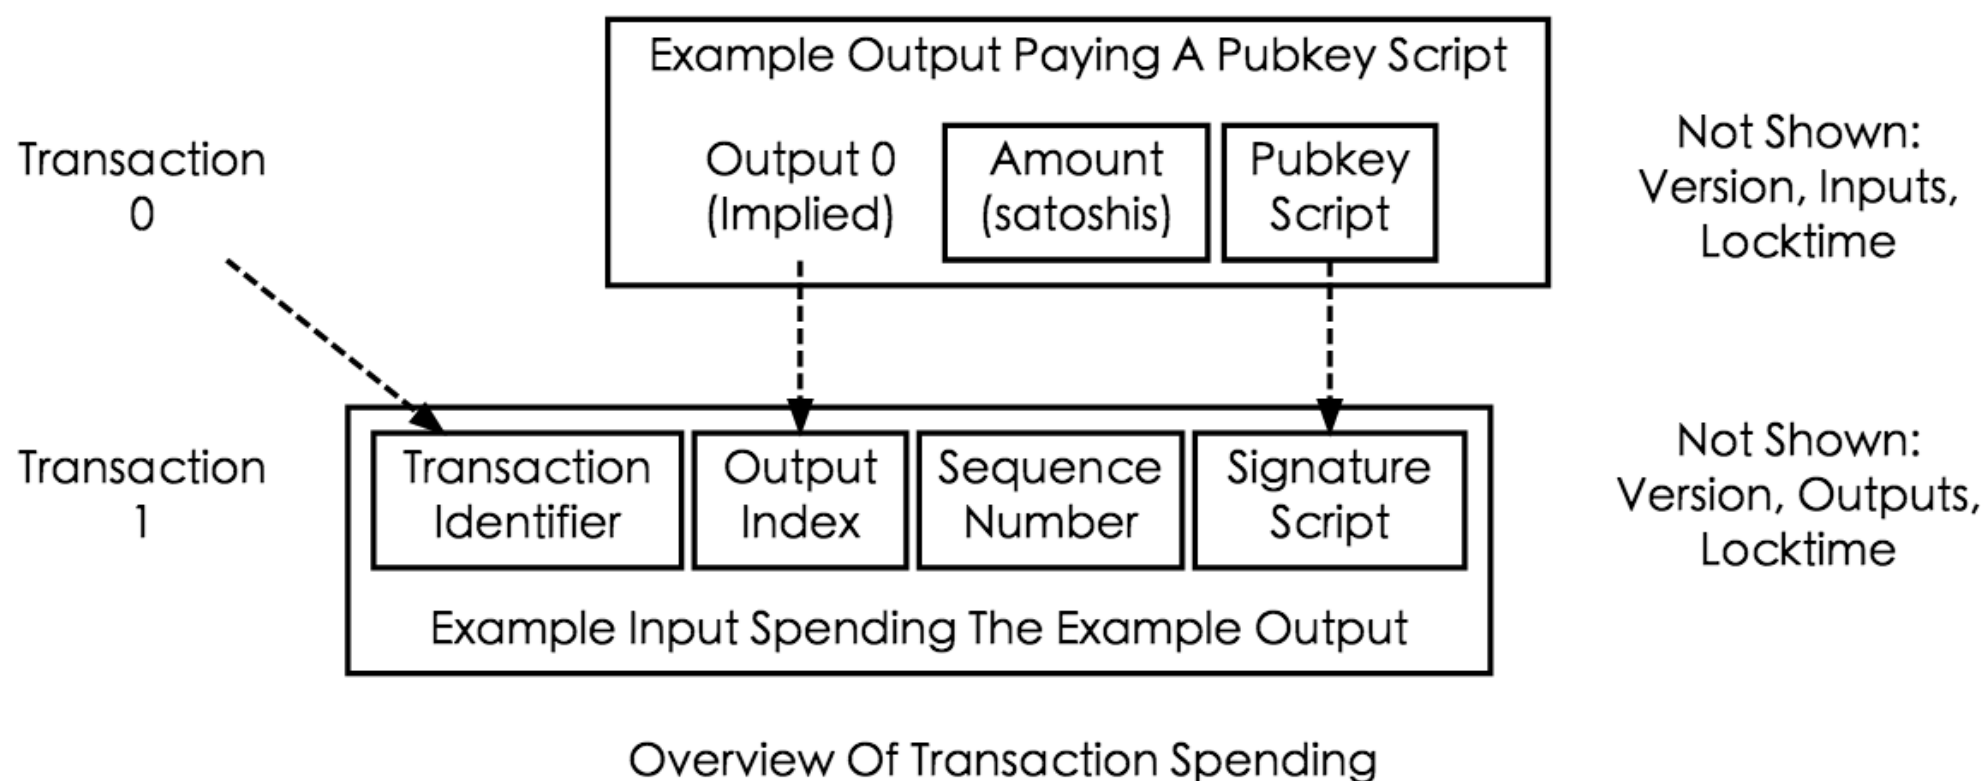 Example Output Paying A Pubkey Script
Transaction
0
Output 0
(Implied)
Amount
(satoshis)
Pubkey
Script
Not Shown:
Version, Inputs,
Locktime
Transaction
1
Transaction
Identifier
Output
Index
Sequence
Number
Signature
Script
Not Shown:
Version, Outputs,
Locktime
Example Input Spending The Example Output
Overview Of Transaction Spending